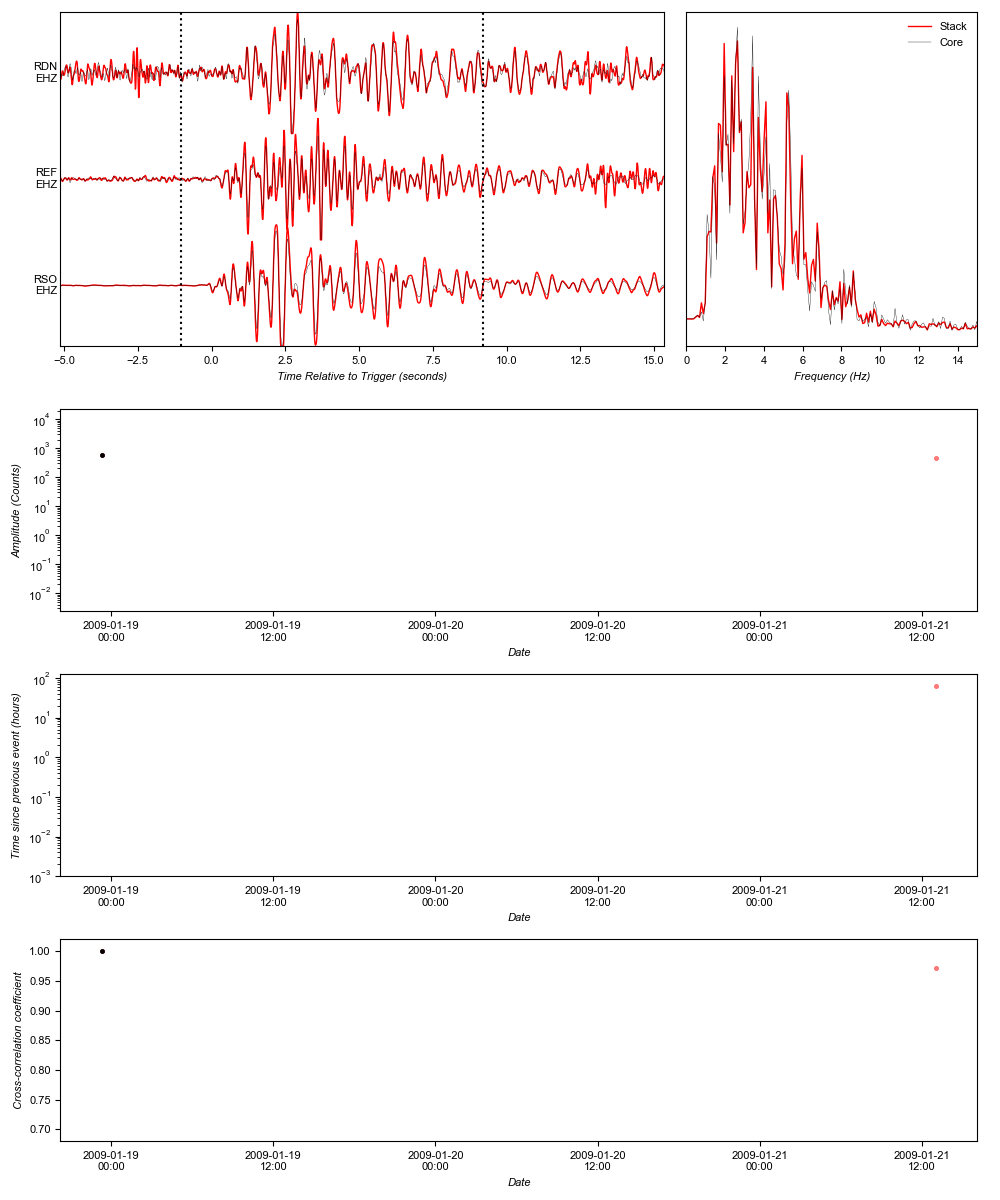 RDN
EHZ
REF
EHZ
RSO
EHZ
−5.0 −2.5 0.0 2.5 5.0 7.5 10.0 12.5 15.0
Time Relative to Trigger (seconds)
Stack
Core
0 2 4 6 8 10 12 14
Frequency (Hz)
10⁴
10³
10²
10¹
10⁰
10⁻¹
10⁻²
Amplitude (Counts)
2009-01-19 2009-01-19 2009-01-20 2009-01-20 2009-01-21 2009-01-21
00:00 12:00 00:00 12:00 00:00 12:00
Date
10²
10¹
10⁰
10⁻¹
10⁻²
10⁻³
Time since previous event (hours)
2009-01-19 2009-01-19 2009-01-20 2009-01-20 2009-01-21 2009-01-21
00:00 12:00 00:00 12:00 00:00 12:00
Date
1.00
0.95
0.90
0.85
0.80
0.75
0.70
Cross-correlation coefficient
2009-01-19 2009-01-19 2009-01-20 2009-01-20 2009-01-21 2009-01-21
00:00 12:00 00:00 12:00 00:00 12:00
Date